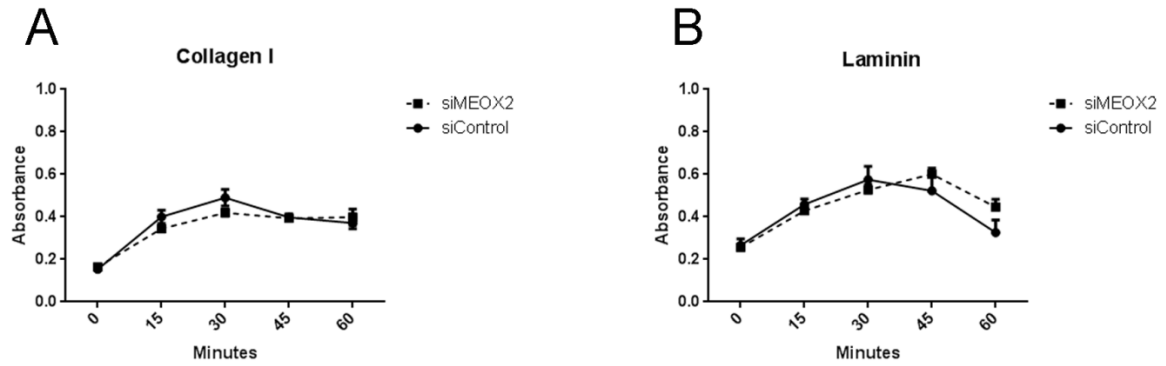 A
Collagen I
1.0
0.8
0.6
0.4
0.2
0.0
Absorbance
0 15 30 45 60
Minutes
siMEOX2
siControl
B
Laminin
1.0
0.8
0.6
0.4
0.2
0.0
Absorbance
0 15 30 45 60
Minutes
siMEOX2
siControl